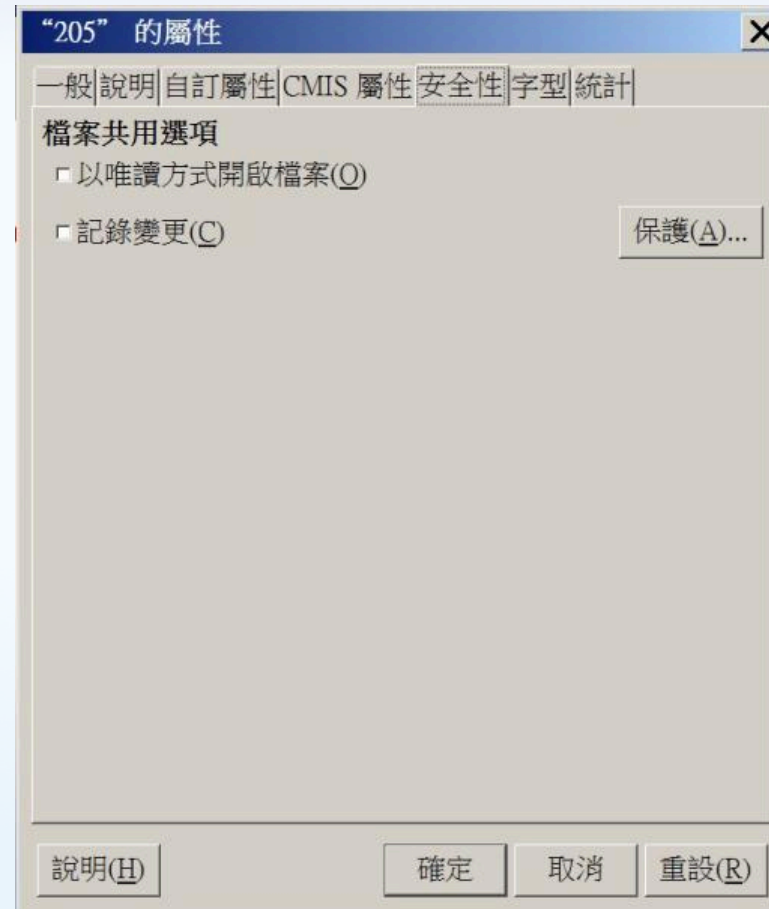 “205” 的屬性
一般 說明 自訂屬性 CMIS 屬性 安全性 字型 統計
檔案共用選項
以唯讀方式開啟檔案(O)
記錄變更(C) 保護(A)...
說明(H) 確定 取消 重設(R)